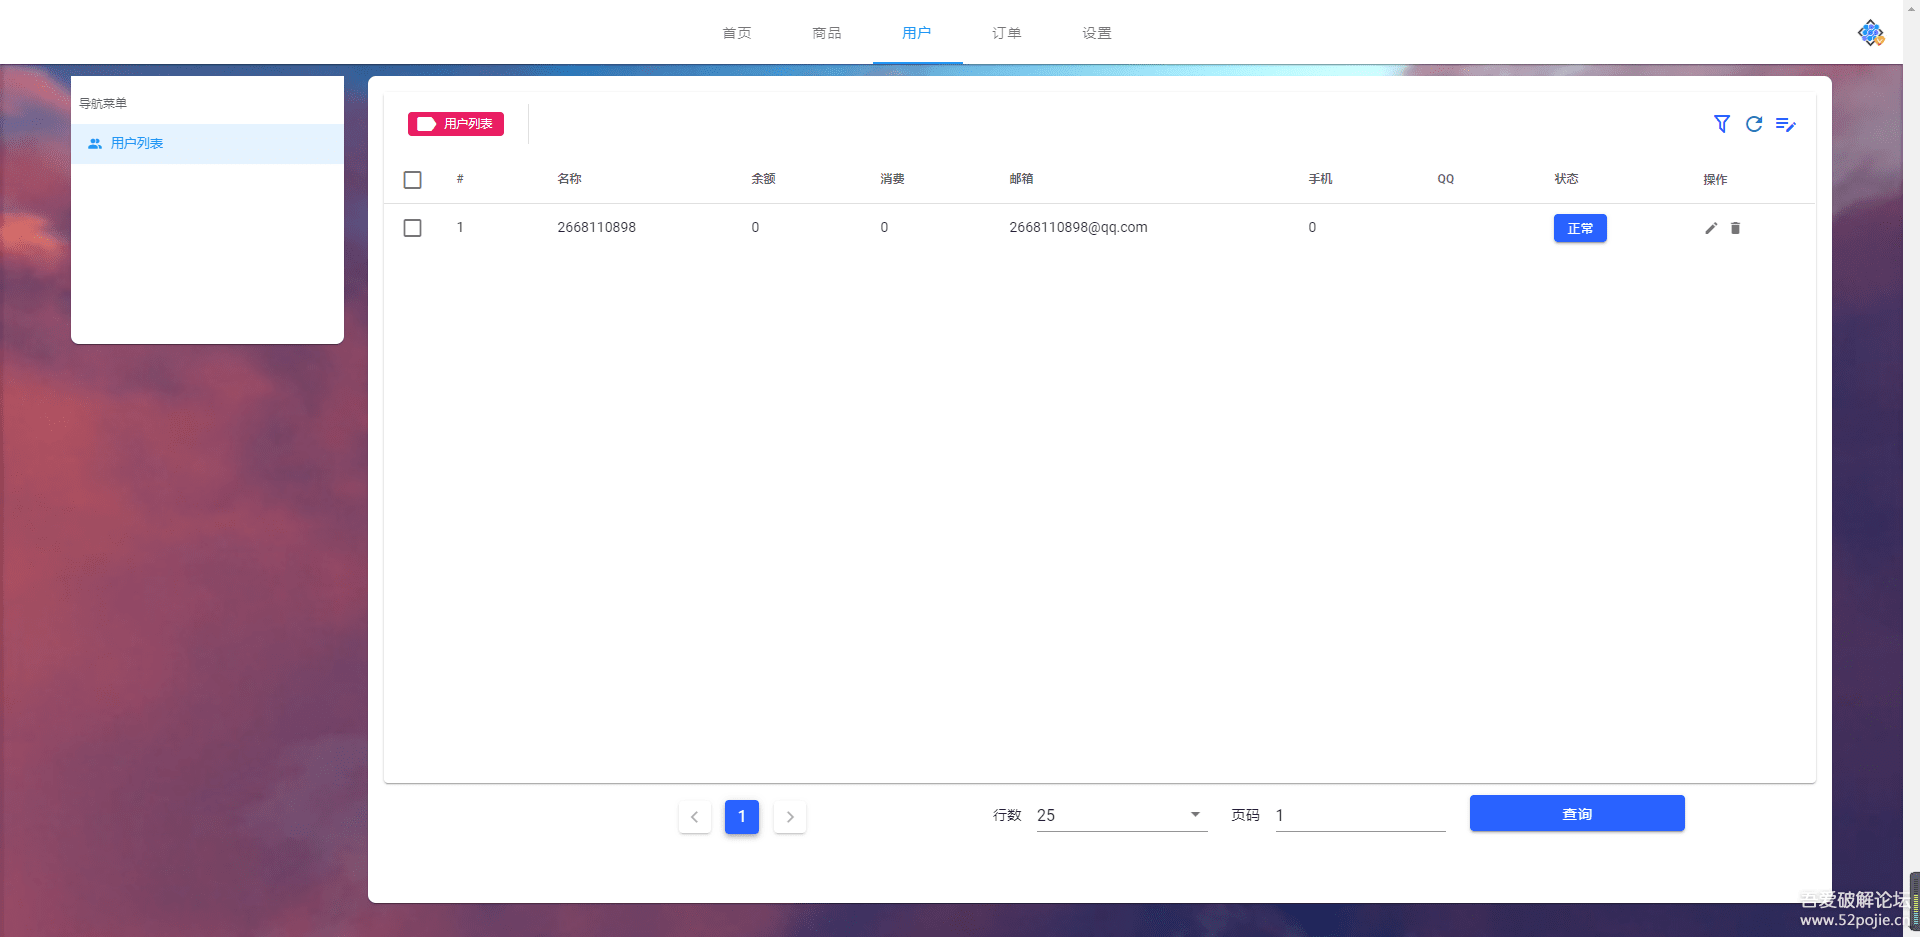 首页 商品 用户 订单 设置
导航菜单
用户列表
用户列表
# 名称 余额 消费 邮箱 手机 QQ 状态 操作
1 2668110898 0 0 2668110898@qq.com 0 正常
1 行数 25 页码 1 查询
吾爱破解论坛
www.52pojie.c